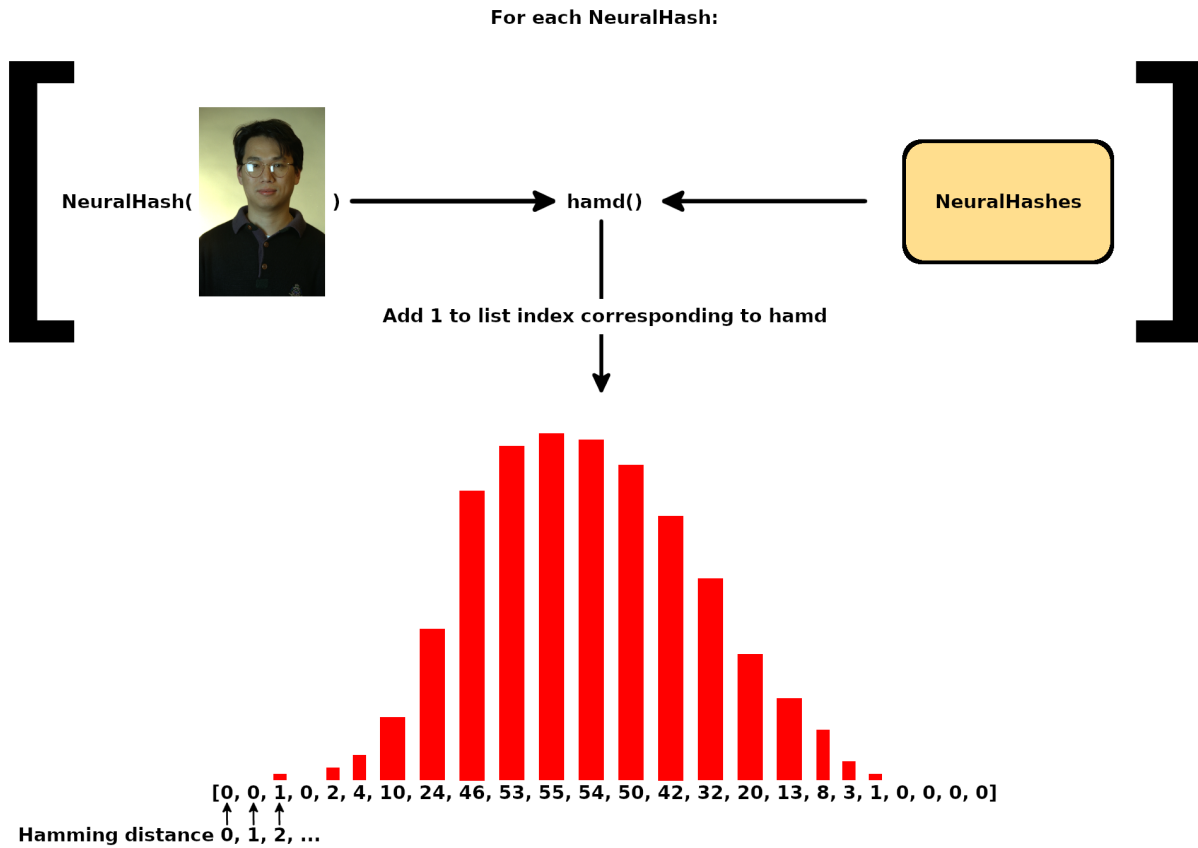 For each NeuralHash:
NeuralHash( ) hamd() NeuralHashes
Add 1 to list index corresponding to hamd
[0, 0, 1, 0, 2, 4, 10, 24, 46, 53, 55, 54, 50, 42, 32, 20, 13, 8, 3, 1, 0, 0, 0, 0]
Hamming distance 0, 1, 2, ...